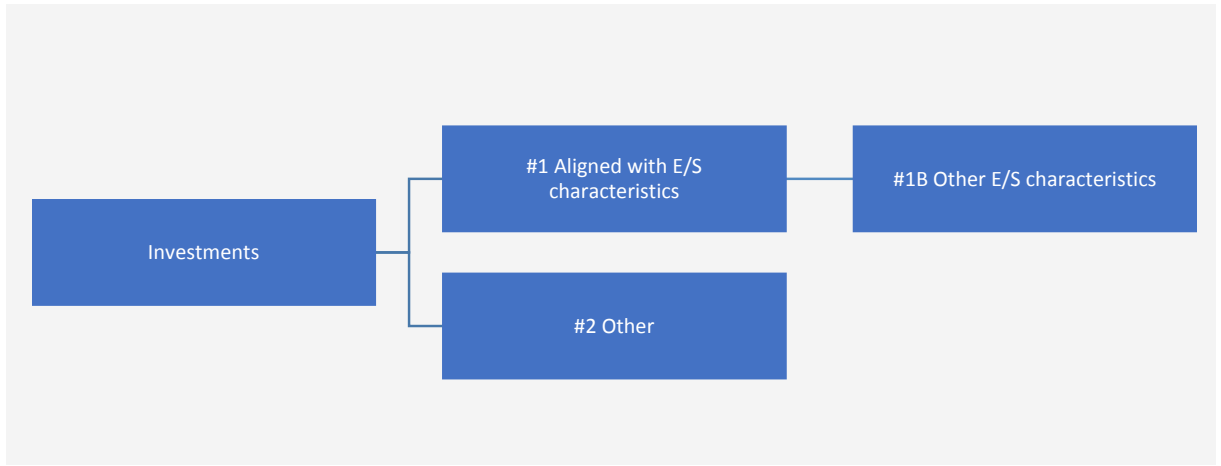 #1 Aligned with E/S
characteristics
#1B Other E/S characteristics
Investments
#2 Other